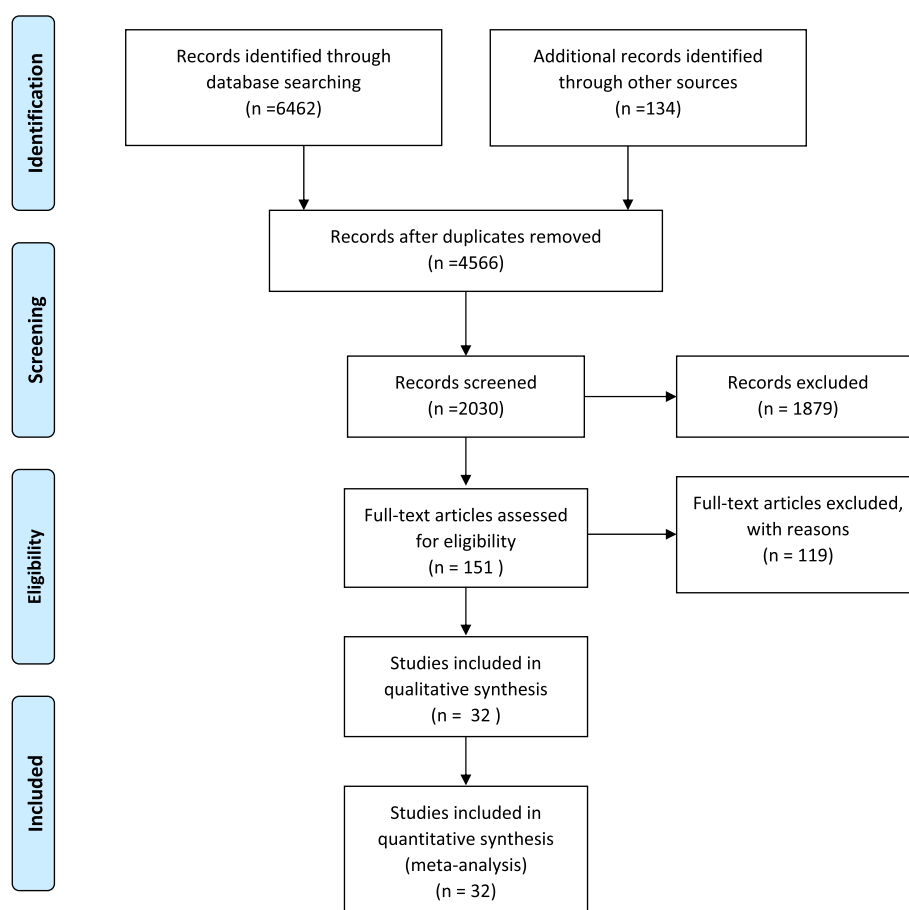 Identification
Records identified through
database searching
(n =6462)
Additional records identified
through other sources
(n =134)
Records after duplicates removed
(n =4566)
Screening
Records screened
(n =2030)
Records excluded
(n = 1879)
Eligibility
Full-text articles assessed
for eligibility
(n = 151 )
Full-text articles excluded,
with reasons
(n = 119)
Studies included in
qualitative synthesis
(n =  32 )
Included
Studies included in
quantitative synthesis
(meta-analysis)
(n = 32)